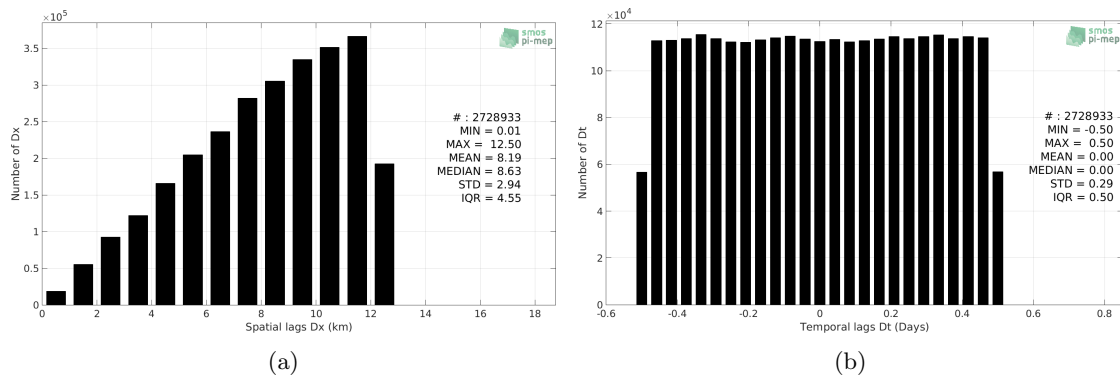 ×10⁵
3.5
3
2.5
2
1.5
1
0.5
0
Number of Dx
0 2 4 6 8 10 12 14 16 18
Spatial lags Dx (km)
smos
pi-mep
# : 2728933
MIN = 0.01
MAX = 12.50
MEAN = 8.19
MEDIAN = 8.63
STD = 2.94
IQR = 4.55
(a)
×10⁴
12
10
8
6
4
2
0
Number of Dt
-0.6 -0.4 -0.2 0 0.2 0.4 0.6 0.8
Temporal lags Dt (Days)
smos
pi-mep
# : 2728933
MIN = -0.50
MAX = 0.50
MEAN = 0.00
MEDIAN = 0.00
STD = 0.29
IQR = 0.50
(b)